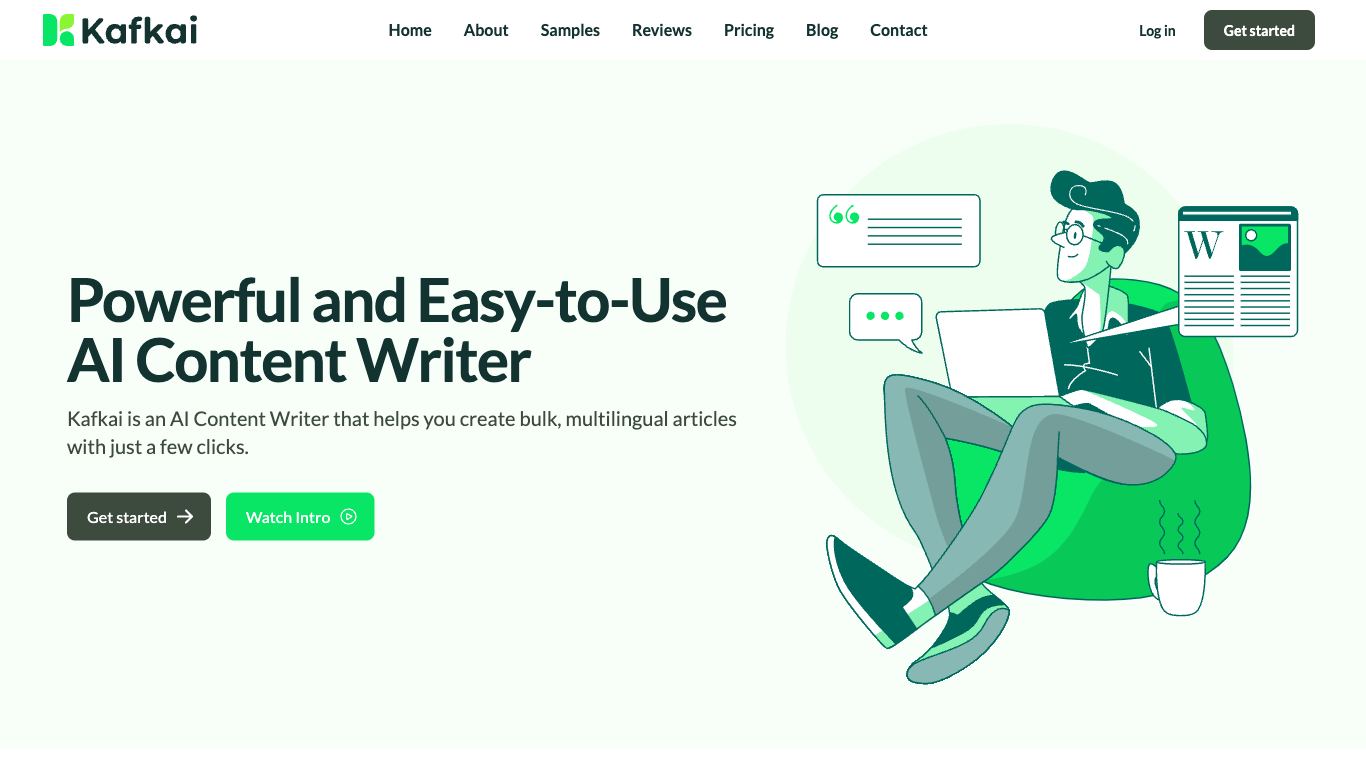 Kafkai
Home About Samples Reviews Pricing Blog Contact
Log in
Get started
Powerful and Easy-to-Use
AI Content Writer
Kafkai is an AI Content Writer that helps you create bulk, multilingual articles
with just a few clicks.
Get started
Watch Intro
“
W